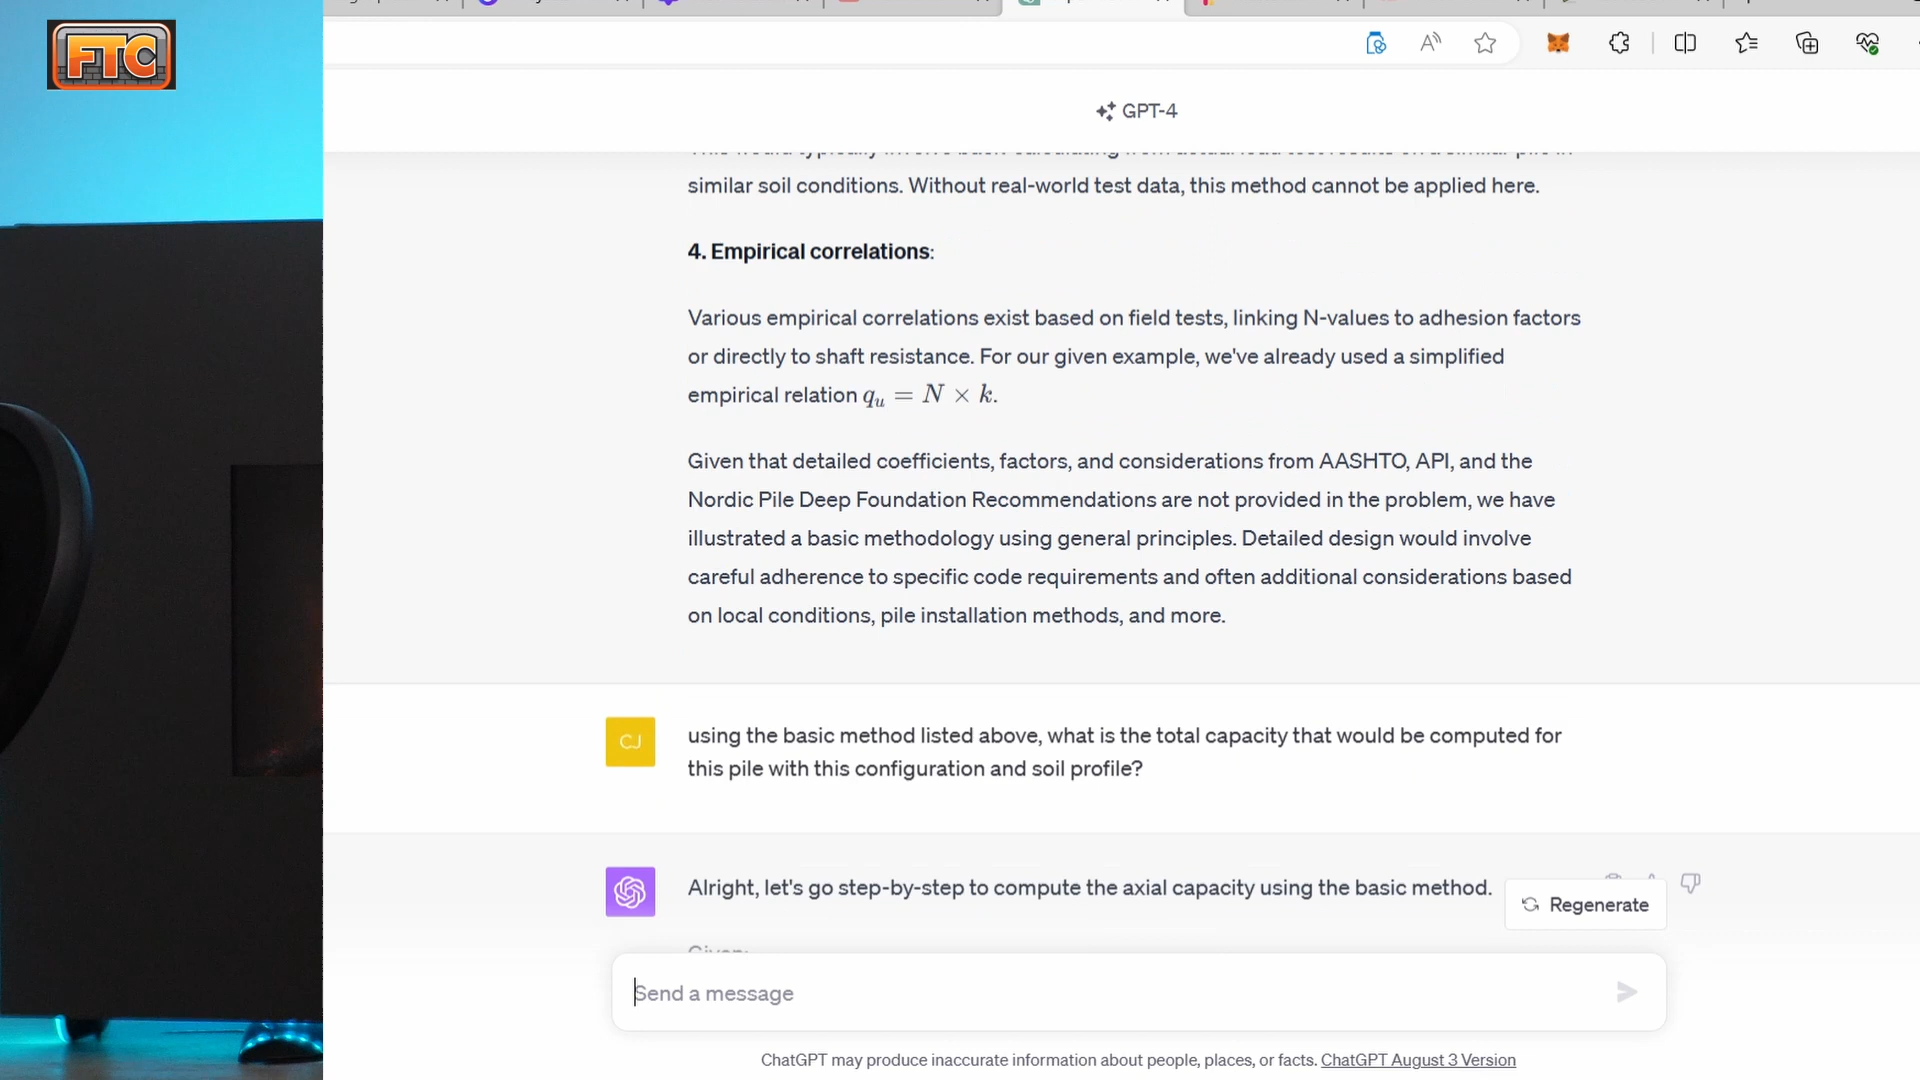 FTC
GPT-4
similar soil conditions. Without real-world test data, this method cannot be applied here.
4. Empirical correlations:
Various empirical correlations exist based on field tests, linking N-values to adhesion factors
or directly to shaft resistance. For our given example, we've already used a simplified
empirical relation qᵤ = N × k.
Given that detailed coefficients, factors, and considerations from AASHTO, API, and the
Nordic Pile Deep Foundation Recommendations are not provided in the problem, we have
illustrated a basic methodology using general principles. Detailed design would involve
careful adherence to specific code requirements and often additional considerations based
on local conditions, pile installation methods, and more.
CJ
using the basic method listed above, what is the total capacity that would be computed for
this pile with this configuration and soil profile?
Alright, let's go step-by-step to compute the axial capacity using the basic method.
Regenerate
Send a message
ChatGPT may produce inaccurate information about people, places, or facts. ChatGPT August 3 Version